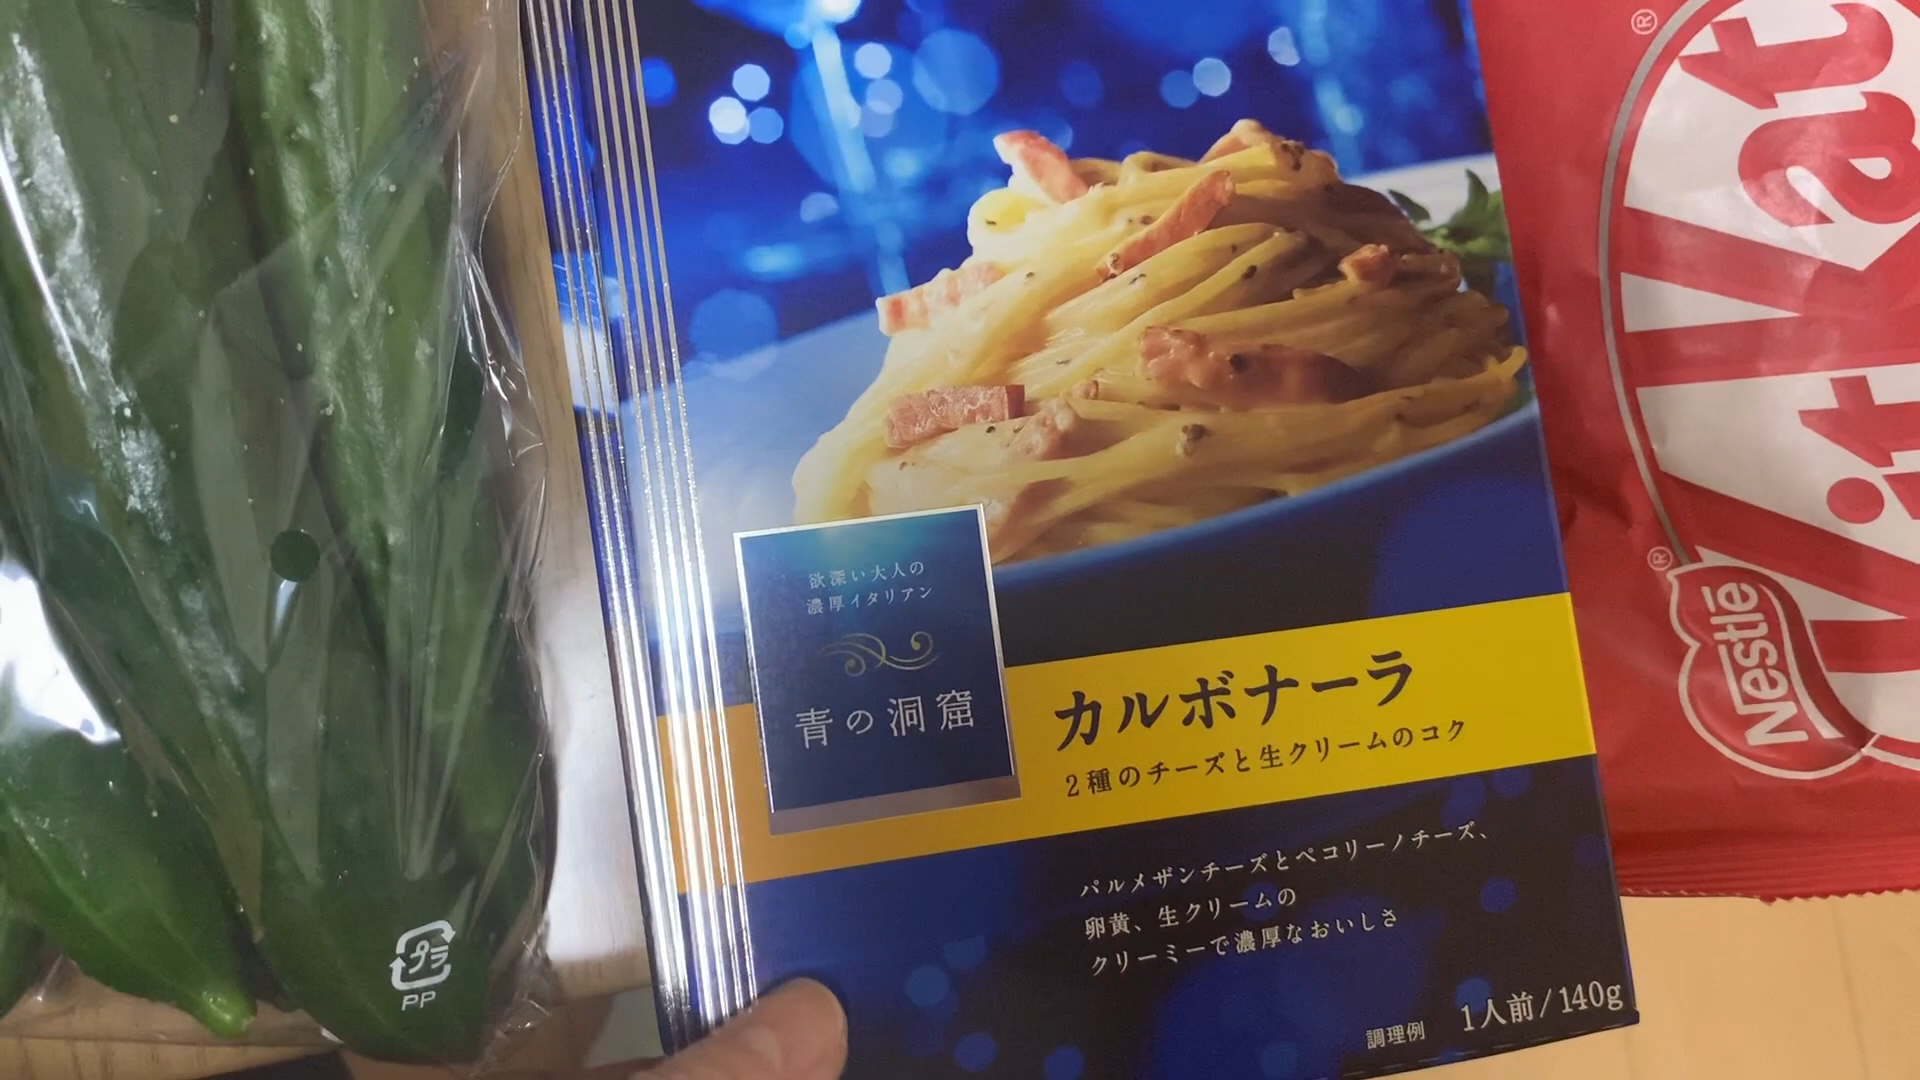 プラ
PP
欲深い大人の
濃厚イタリアン
青の洞窟
カルボナーラ
2種のチーズと生クリームのコク
パルメザンチーズとペコリーノチーズ、
卵黄、生クリームの
クリーミーで濃厚なおいしさ
調理例
1人前/140g
®
KitKat
®
Nestlē